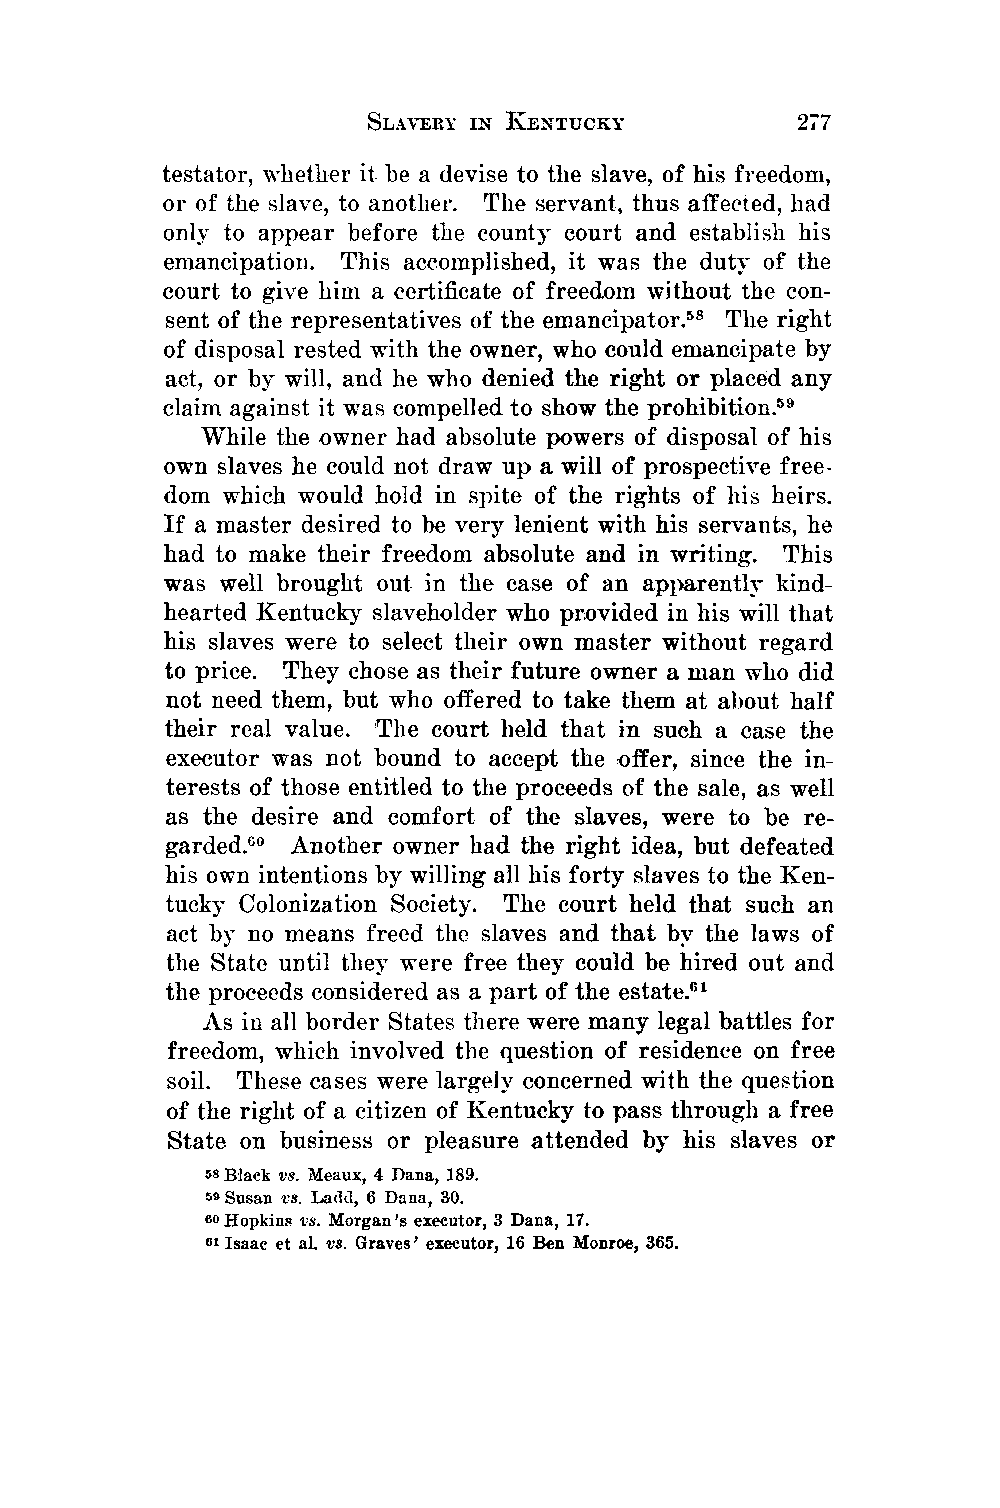 SLAVERY IN KENTUCKY 277
testator, whether it be a devise to the slave, of his freedom,
or of the slave, to another. The servant, thus affected, had
only to appear before the county court and establish his
emancipation. This accomplished, it was the duty of the
court to give him a certificate of freedom without the con-
sent of the representatives of the emancipator.⁵⁸ The right
of disposal rested with the owner, who could emancipate by
act, or by will, and he who denied the right or placed any
claim against it was compelled to show the prohibition.⁵⁹
While the owner had absolute powers of disposal of his
own slaves he could not draw up a will of prospective free-
dom which would hold in spite of the rights of his heirs.
If a master desired to be very lenient with his servants, he
had to make their freedom absolute and in writing. This
was well brought out in the case of an apparently kind-
hearted Kentucky slaveholder who provided in his will that
his slaves were to select their own master without regard
to price. They chose as their future owner a man who did
not need them, but who offered to take them at about half
their real value. The court held that in such a case the
executor was not bound to accept the offer, since the in-
terests of those entitled to the proceeds of the sale, as well
as the desire and comfort of the slaves, were to be re-
garded.⁶⁰ Another owner had the right idea, but defeated
his own intentions by willing all his forty slaves to the Ken-
tucky Colonization Society. The court held that such an
act by no means freed the slaves and that by the laws of
the State until they were free they could be hired out and
the proceeds considered as a part of the estate.⁶¹
As in all border States there were many legal battles for
freedom, which involved the question of residence on free
soil. These cases were largely concerned with the question
of the right of a citizen of Kentucky to pass through a free
State on business or pleasure attended by his slaves or
⁵⁸ Black vs. Meaux, 4 Dana, 189.
⁵⁹ Susan vs. Ladd, 6 Dana, 30.
⁶⁰ Hopkins vs. Morgan's executor, 3 Dana, 17.
⁶¹ Isaac et al. vs. Graves' executor, 16 Ben Monroe, 365.